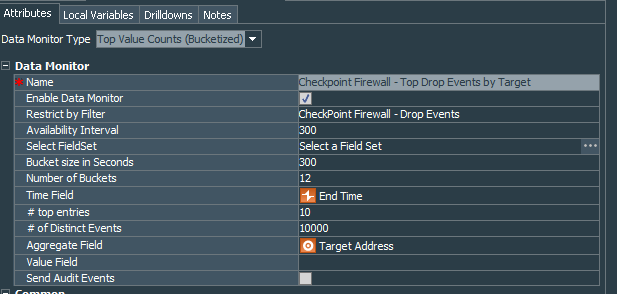 Attributes Local Variables Drilldowns Notes
Data Monitor Type Top Value Counts (Bucketized)
Data Monitor
Name Checkpoint Firewall - Top Drop Events by Target
Enable Data Monitor
Restrict by Filter CheckPoint Firewall - Drop Events
Availability Interval 300
Select FieldSet Select a Field Set ...
Bucket size in Seconds 300
Number of Buckets 12
Time Field End Time
# top entries 10
# of Distinct Events 10000
Aggregate Field Target Address
Value Field
Send Audit Events
Common